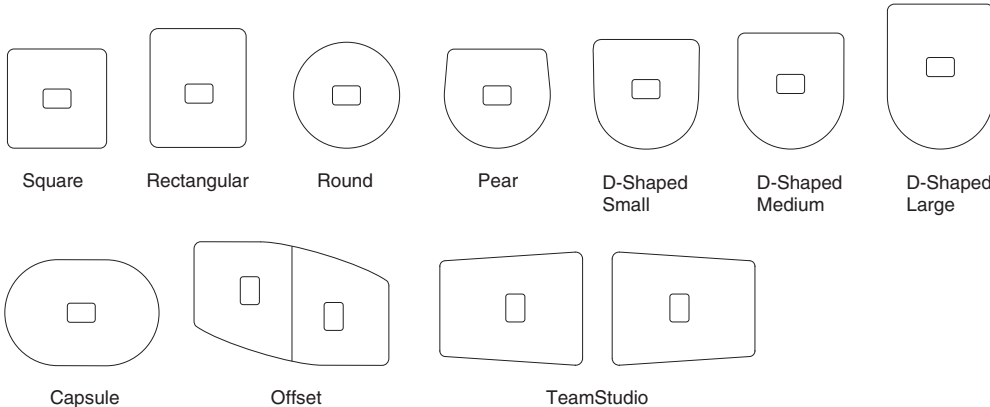 Square
Rectangular
Round
Pear
D-Shaped
Small
D-Shaped
Medium
D-Shaped
Large
Capsule
Offset
TeamStudio